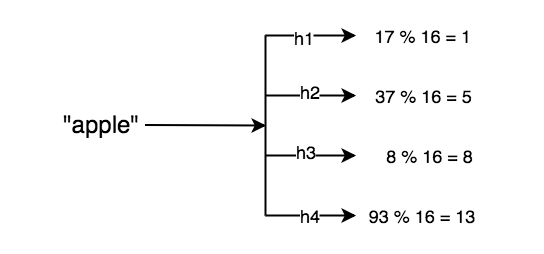 "apple"
h1 17 % 16 = 1
h2 37 % 16 = 5
h3 8 % 16 = 8
h4 93 % 16 = 13